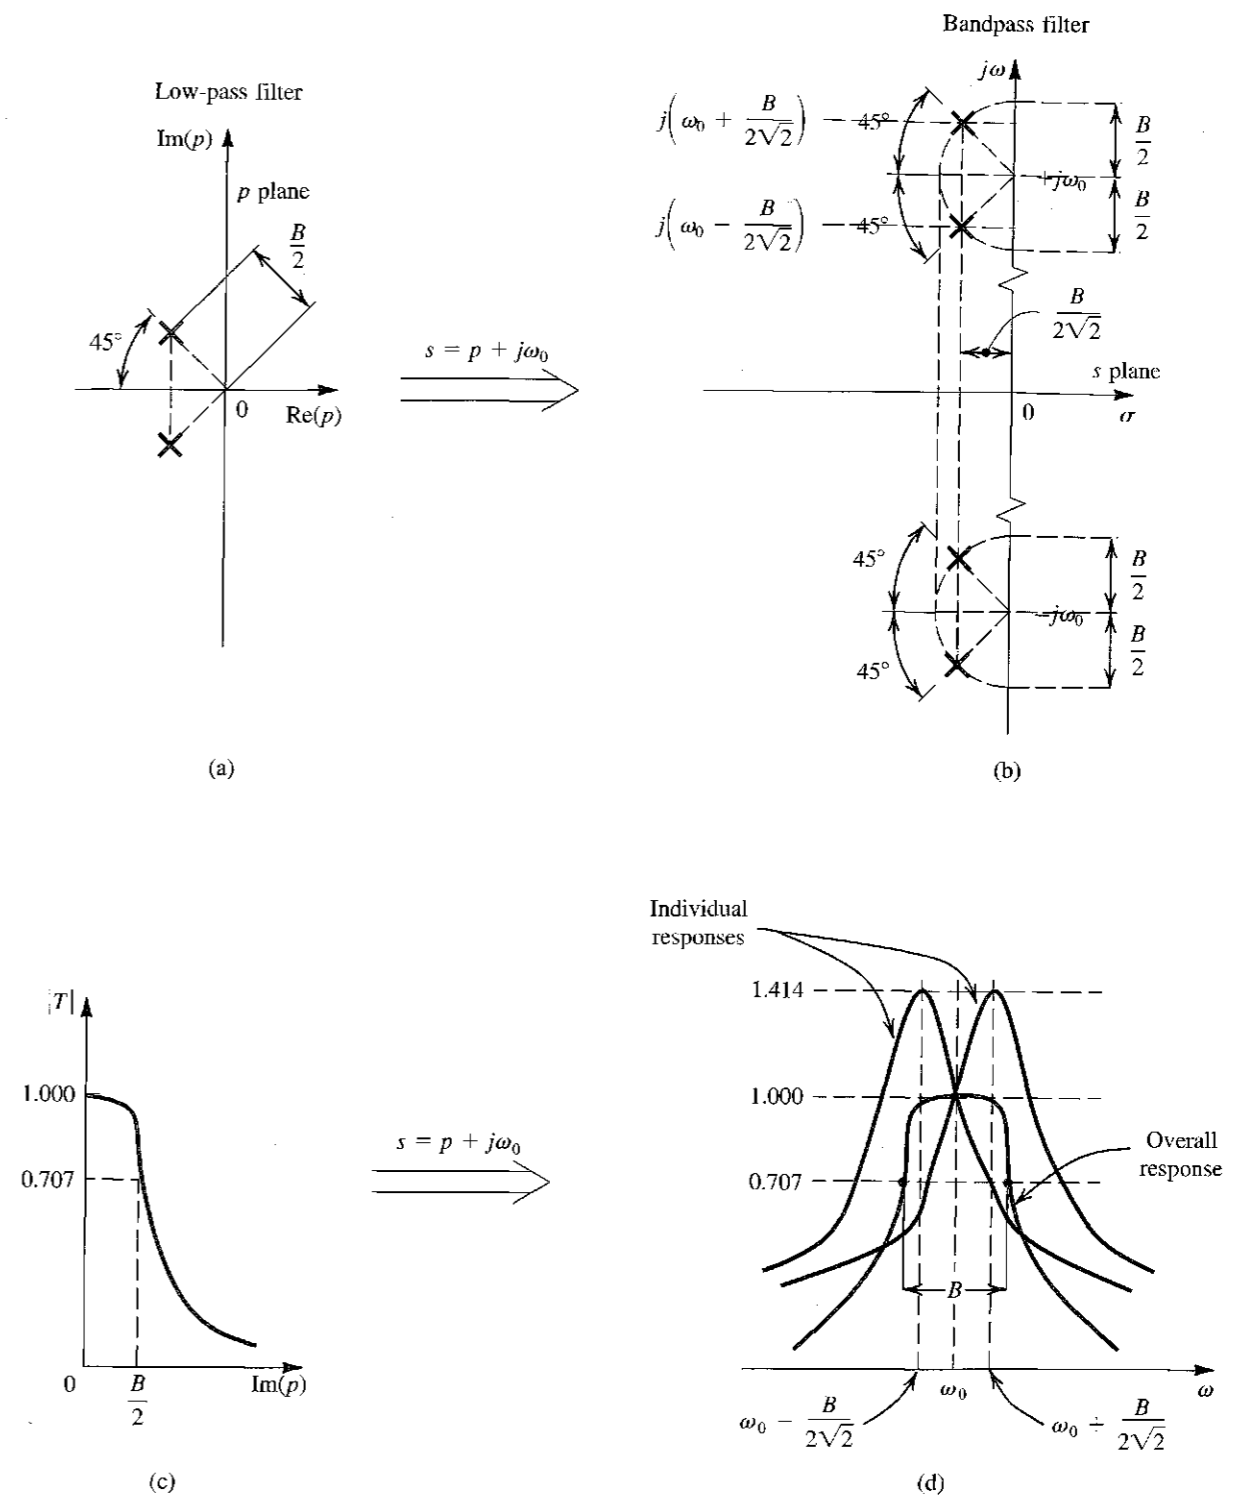 Bandpass filter
jω
Low-pass filter
Im(p)
p plane
B/2
45°
0
Re(p)
s = p + jω₀
j(ω₀ + B/2√2)
45°
B/2
+jω₀
j(ω₀ − B/2√2)
45°
B/2
B/2√2
s plane
0
σ
45°
B/2
−jω₀
45°
B/2
(a)
(b)
Individual
responses
|T|
1.000
0.707
0
B/2
Im(p)
s = p + jω₀
1.414
1.000
0.707
Overall
response
B
ω₀
ω
ω₀ − B/2√2
ω₀ + B/2√2
(c)
(d)